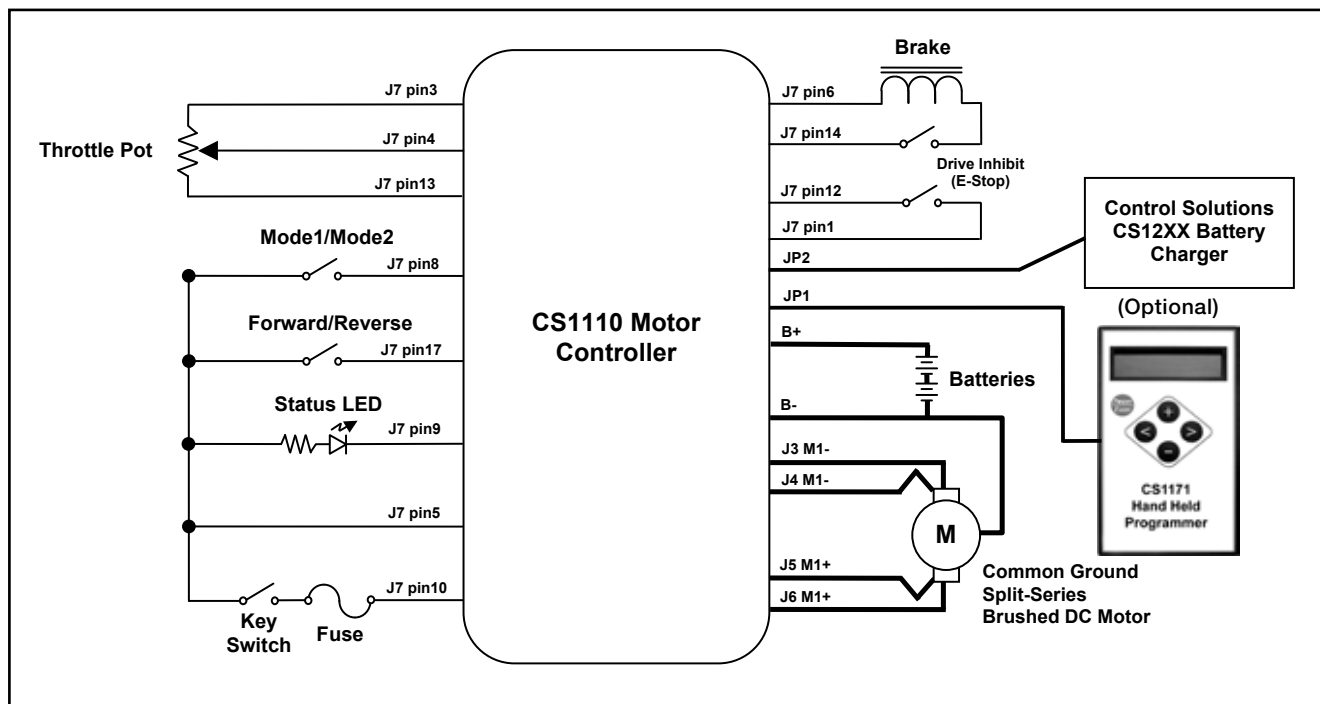 J7 pin3
Throttle Pot
J7 pin4
J7 pin13
Mode1/Mode2
J7 pin8
Forward/Reverse
J7 pin17
Status LED
J7 pin9
J7 pin5
J7 pin10
Key
Switch
Fuse
CS1110 Motor
Controller
Brake
J7 pin6
J7 pin14
Drive Inhibit
(E-Stop)
J7 pin12
J7 pin1
JP2
JP1
B+
Batteries
B-
J3 M1-
J4 M1-
M
J5 M1+
J6 M1+
Common Ground
Split-Series
Brushed DC Motor
Control Solutions
CS12XX Battery
Charger
(Optional)
+
<
>
-
CS1171
Hand Held
Programmer